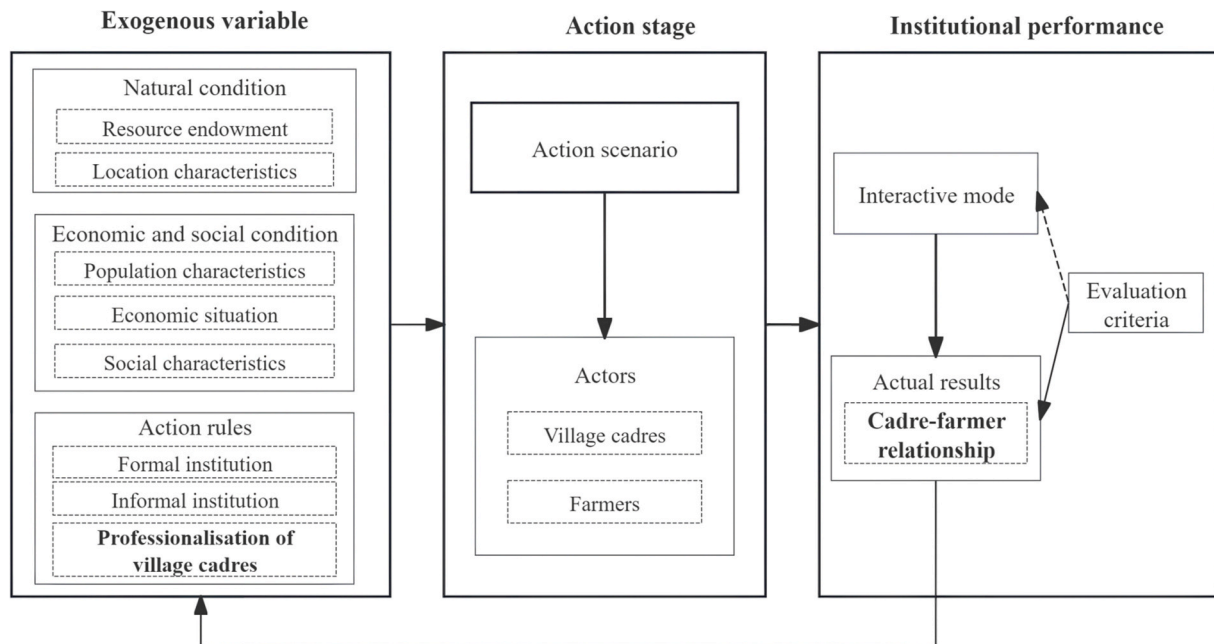 Exogenous variable
Natural condition
Resource endowment
Location characteristics
Economic and social condition
Population characteristics
Economic situation
Social characteristics
Action rules
Formal institution
Informal institution
Professionalisation of
village cadres
Action stage
Action scenario
Actors
Village cadres
Farmers
Institutional performance
Interactive mode
Evaluation
criteria
Actual results
Cadre-farmer
relationship